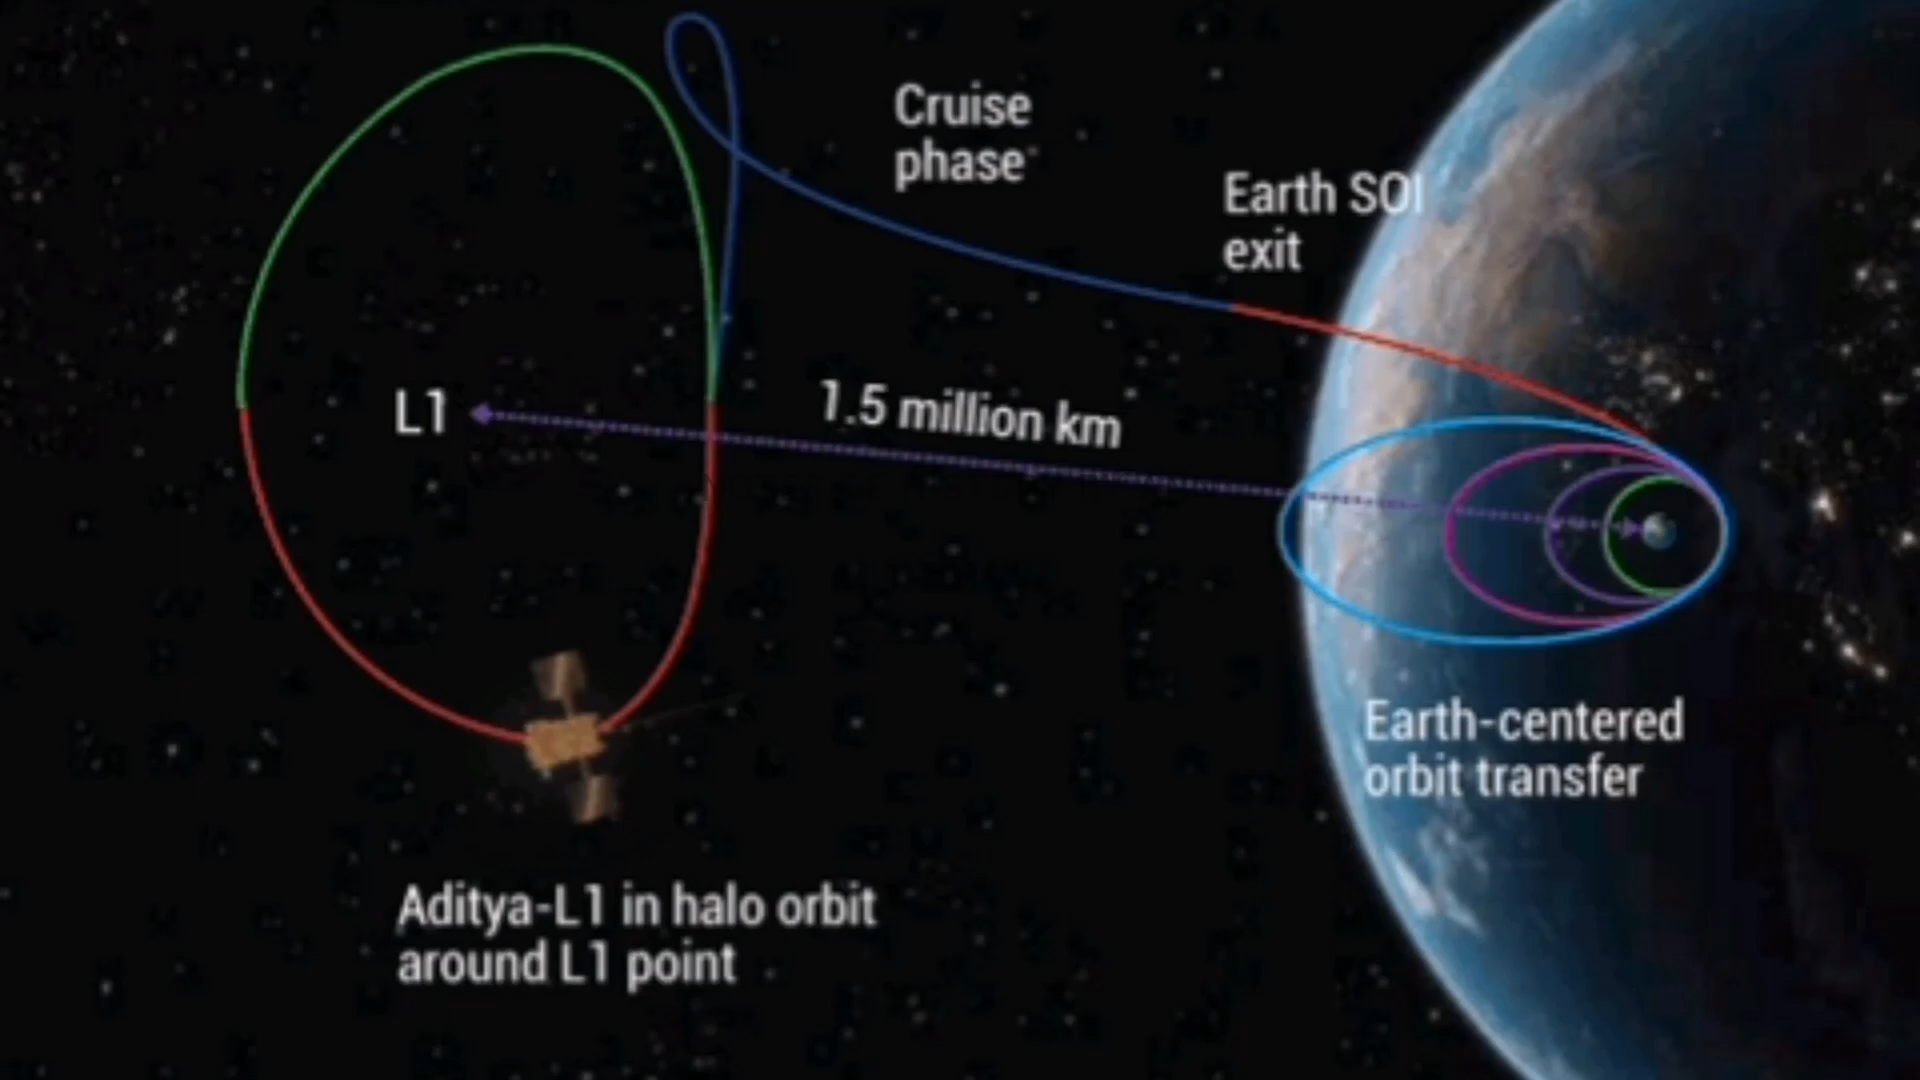 Cruise
phase
Earth SOI
exit
L1
1.5 million km
Earth-centered
orbit transfer
Aditya-L1 in halo orbit
around L1 point